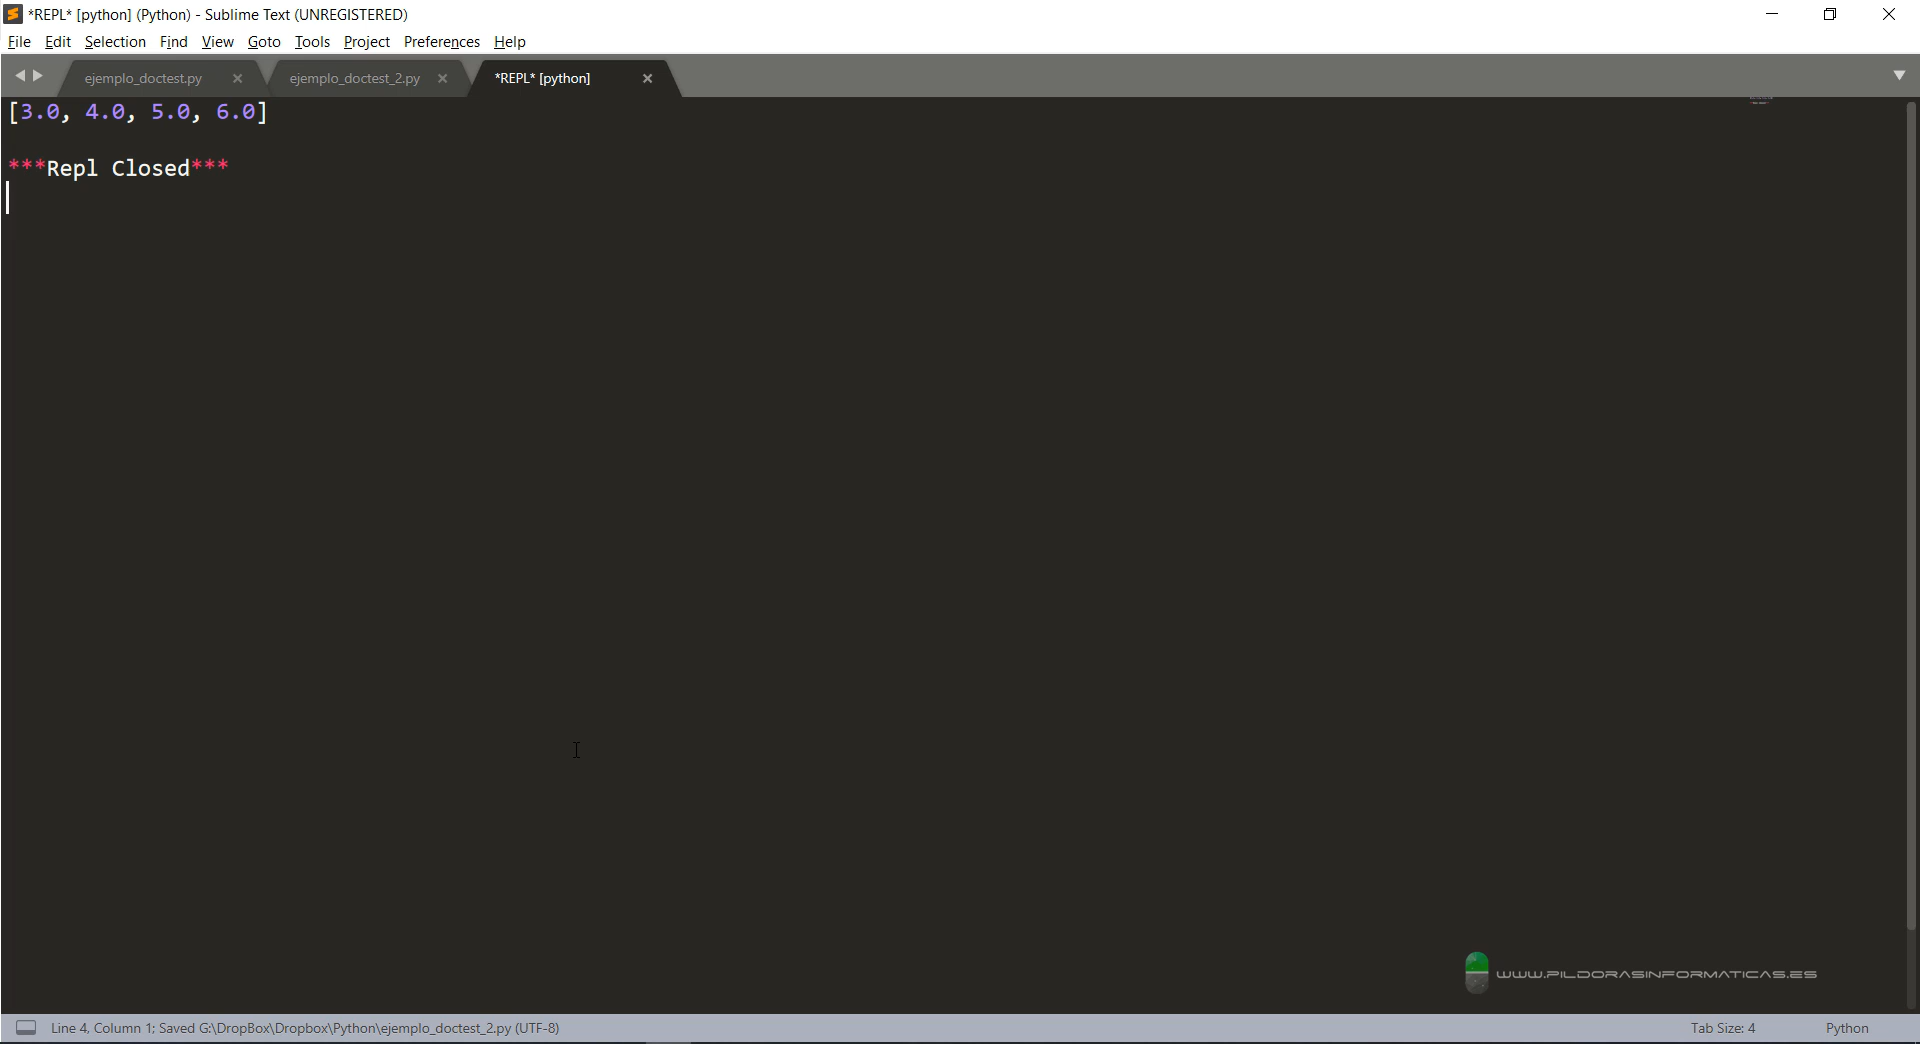 *REPL* [python] (Python) - Sublime Text (UNREGISTERED)
File Edit Selection Find View Goto Tools Project Preferences Help
ejemplo_doctest.py ejemplo_doctest_2.py *REPL* [python]
[3.0, 4.0, 5.0, 6.0]
***Repl Closed***
WWW.PILDORASINFORMATICAS.ES
Line 4, Column 1; Saved G:\DropBox\Dropbox\Python\ejemplo_doctest_2.py (UTF-8) Tab Size: 4 Python